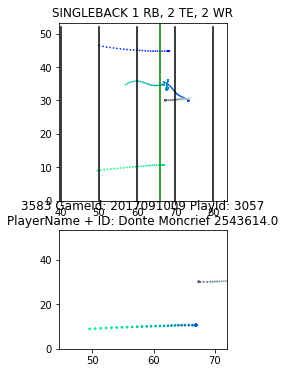 SINGLEBACK 1 RB, 2 TE, 2 WR
50
40
30
20
10
0
40 50 60 70 80
3583 GameId: 2017091009 PlayId: 3057
PlayerName + ID: Donte Moncrief 2543614.0
40
20
0
50 60 70